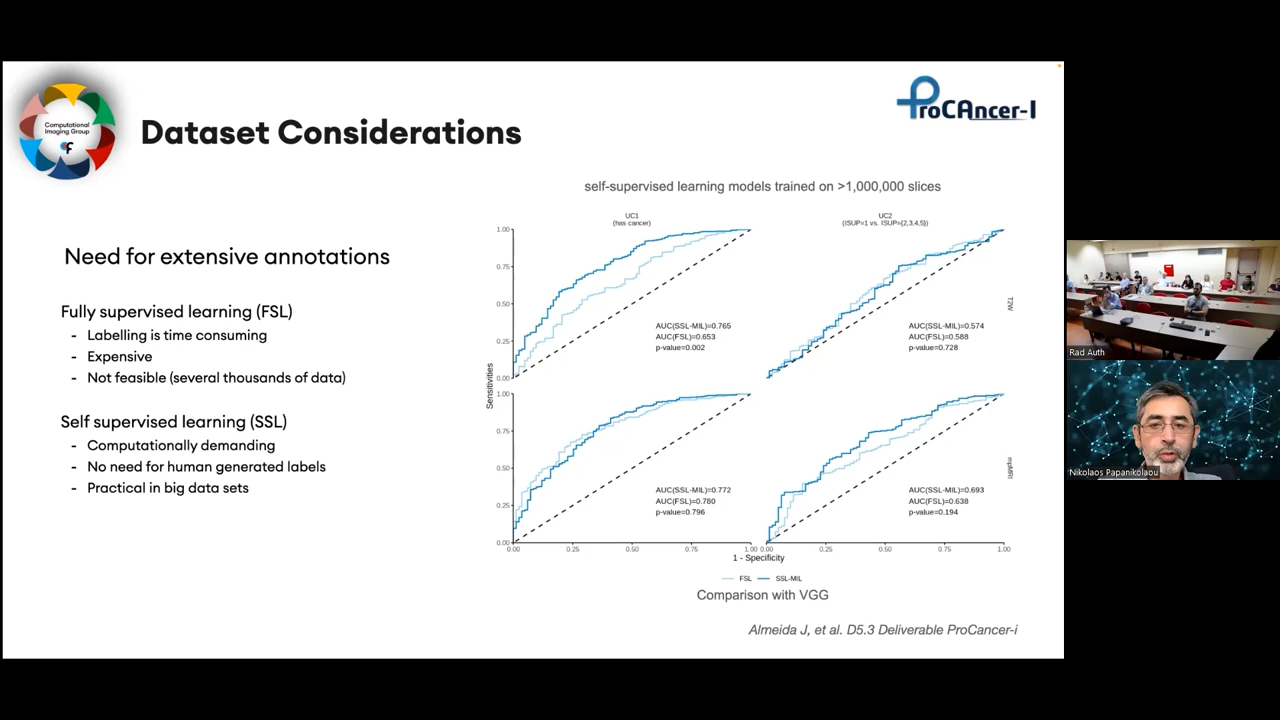 Computational
Imaging Group
cf
Dataset Considerations
ProCAncer-I
self-supervised learning models trained on >1,000,000 slices
Need for extensive annotations
Fully supervised learning (FSL)
- Labelling is time consuming
- Expensive
- Not feasible (several thousands of data)
Self supervised learning (SSL)
- Computationally demanding
- No need for human generated labels
- Practical in big data sets
UC1
(has cancer)
UC2
(ISUP=1 vs. ISUP={2,3,4,5})
1.00
0.75
0.50
0.25
0.00
AUC(SSL-MIL)=0.765
AUC(FSL)=0.653
p-value=0.002
AUC(SSL-MIL)=0.574
AUC(FSL)=0.588
p-value=0.728
T2W
Sensitivities
1.00
0.75
0.50
0.25
0.00
AUC(SSL-MIL)=0.772
AUC(FSL)=0.780
p-value=0.796
AUC(SSL-MIL)=0.693
AUC(FSL)=0.638
p-value=0.194
mpMRI
0.00 0.25 0.50 0.75 1.00 0.00 0.25 0.50 0.75 1.00
1 - Specificity
FSL SSL-MIL
Comparison with VGG
Almeida J, et al. D5.3 Deliverable ProCancer-i
Rad Auth
Nikolaos Papanikolaou